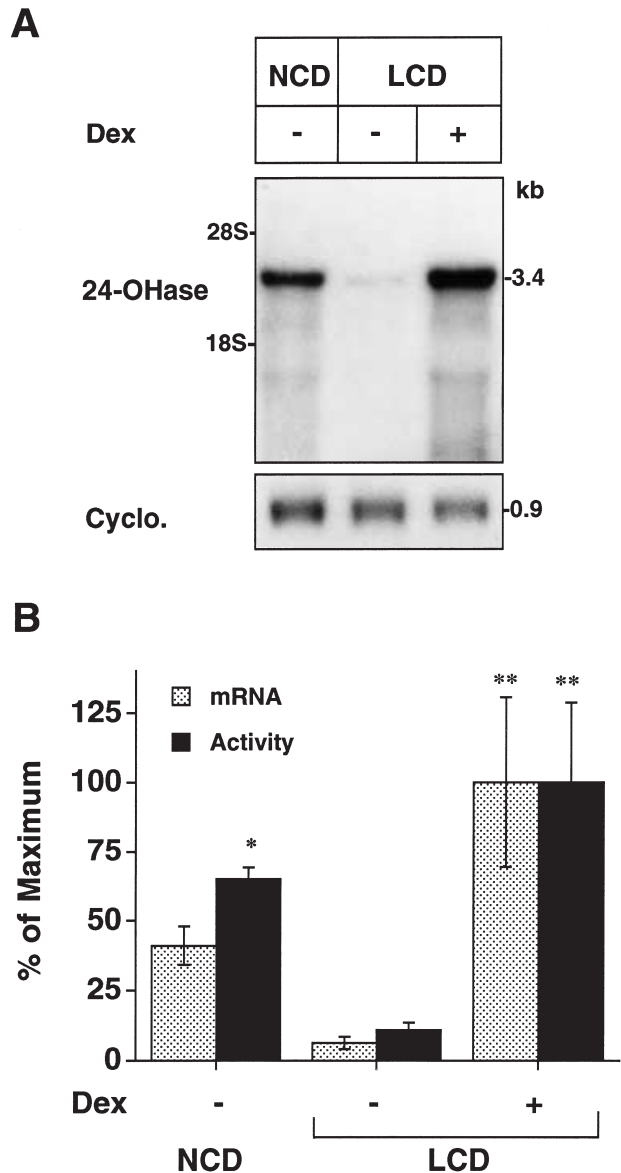 A
NCD LCD
Dex - - +
kb
28S-
24-OHase -3.4
18S-
Cyclo. -0.9
B
** **
125 mRNA
Activity
100
75 *
50
25
0
% of Maximum
Dex - - +
NCD LCD